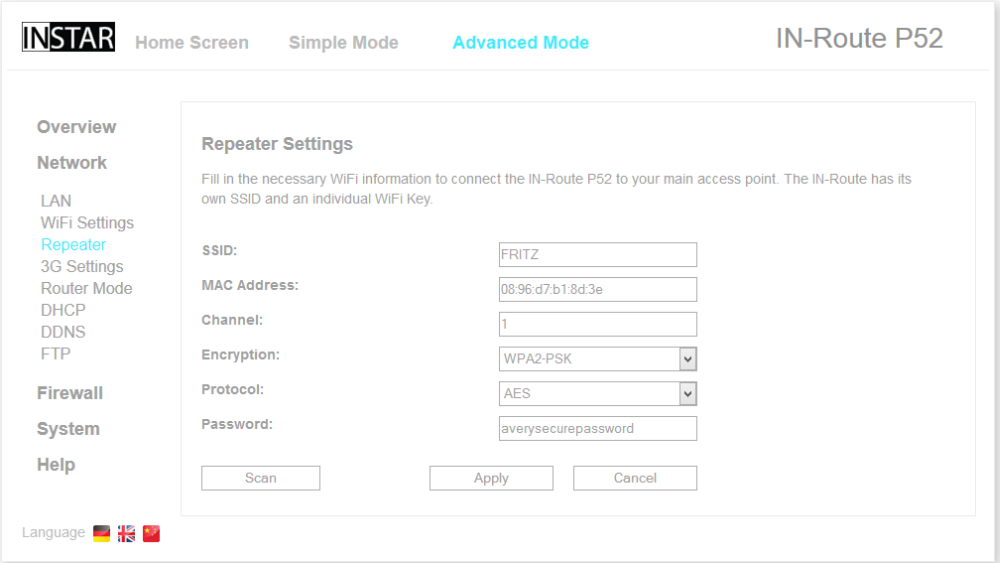 INSTAR Home Screen Simple Mode Advanced Mode IN-Route P52
Overview
Network
LAN
WiFi Settings
Repeater
3G Settings
Router Mode
DHCP
DDNS
FTP
Firewall
System
Help
Language
Repeater Settings
Fill in the necessary WiFi information to connect the IN-Route P52 to your main access point. The IN-Route has its
own SSID and an individual WiFi Key.
SSID: FRITZ
MAC Address: 08:96:d7:b1:8d:3e
Channel: 1
Encryption: WPA2-PSK
Protocol: AES
Password: averysecurepassword
Scan Apply Cancel